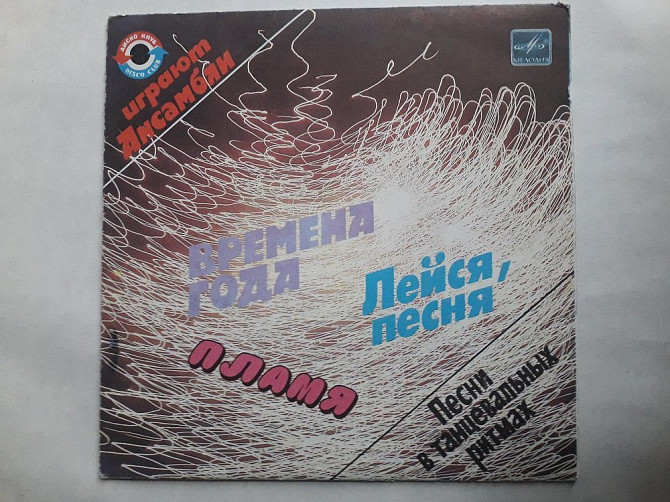 ДИСКО КЛУБ
DISCO CLUB
играют
Ансамбли
МЕЛОДИЯ
ВРЕМЕНА
ГОДА
Лейся,
песня
ПЛАМЯ
Песни
в танцевальных
ритмах